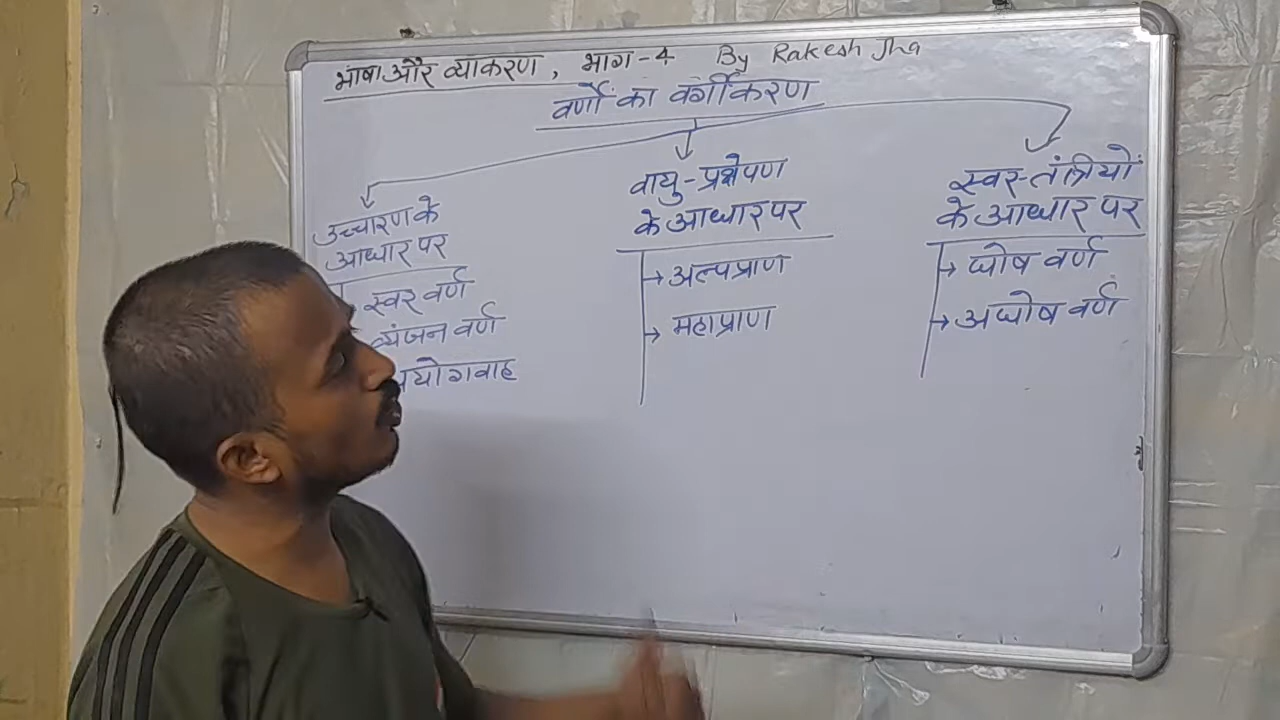 भाषा और व्याकरण, भाग-4 By Rakesh Jha
वर्णों का वर्गीकरण
उच्चारण के
आधार पर
स्वर वर्ण
व्यंजन वर्ण
योगवाह
वायु-प्रक्षेपण
के आधार पर
→ अल्पप्राण
→ महाप्राण
स्वर-तंत्रियों
के आधार पर
→ घोष वर्ण
→ अघोष वर्ण